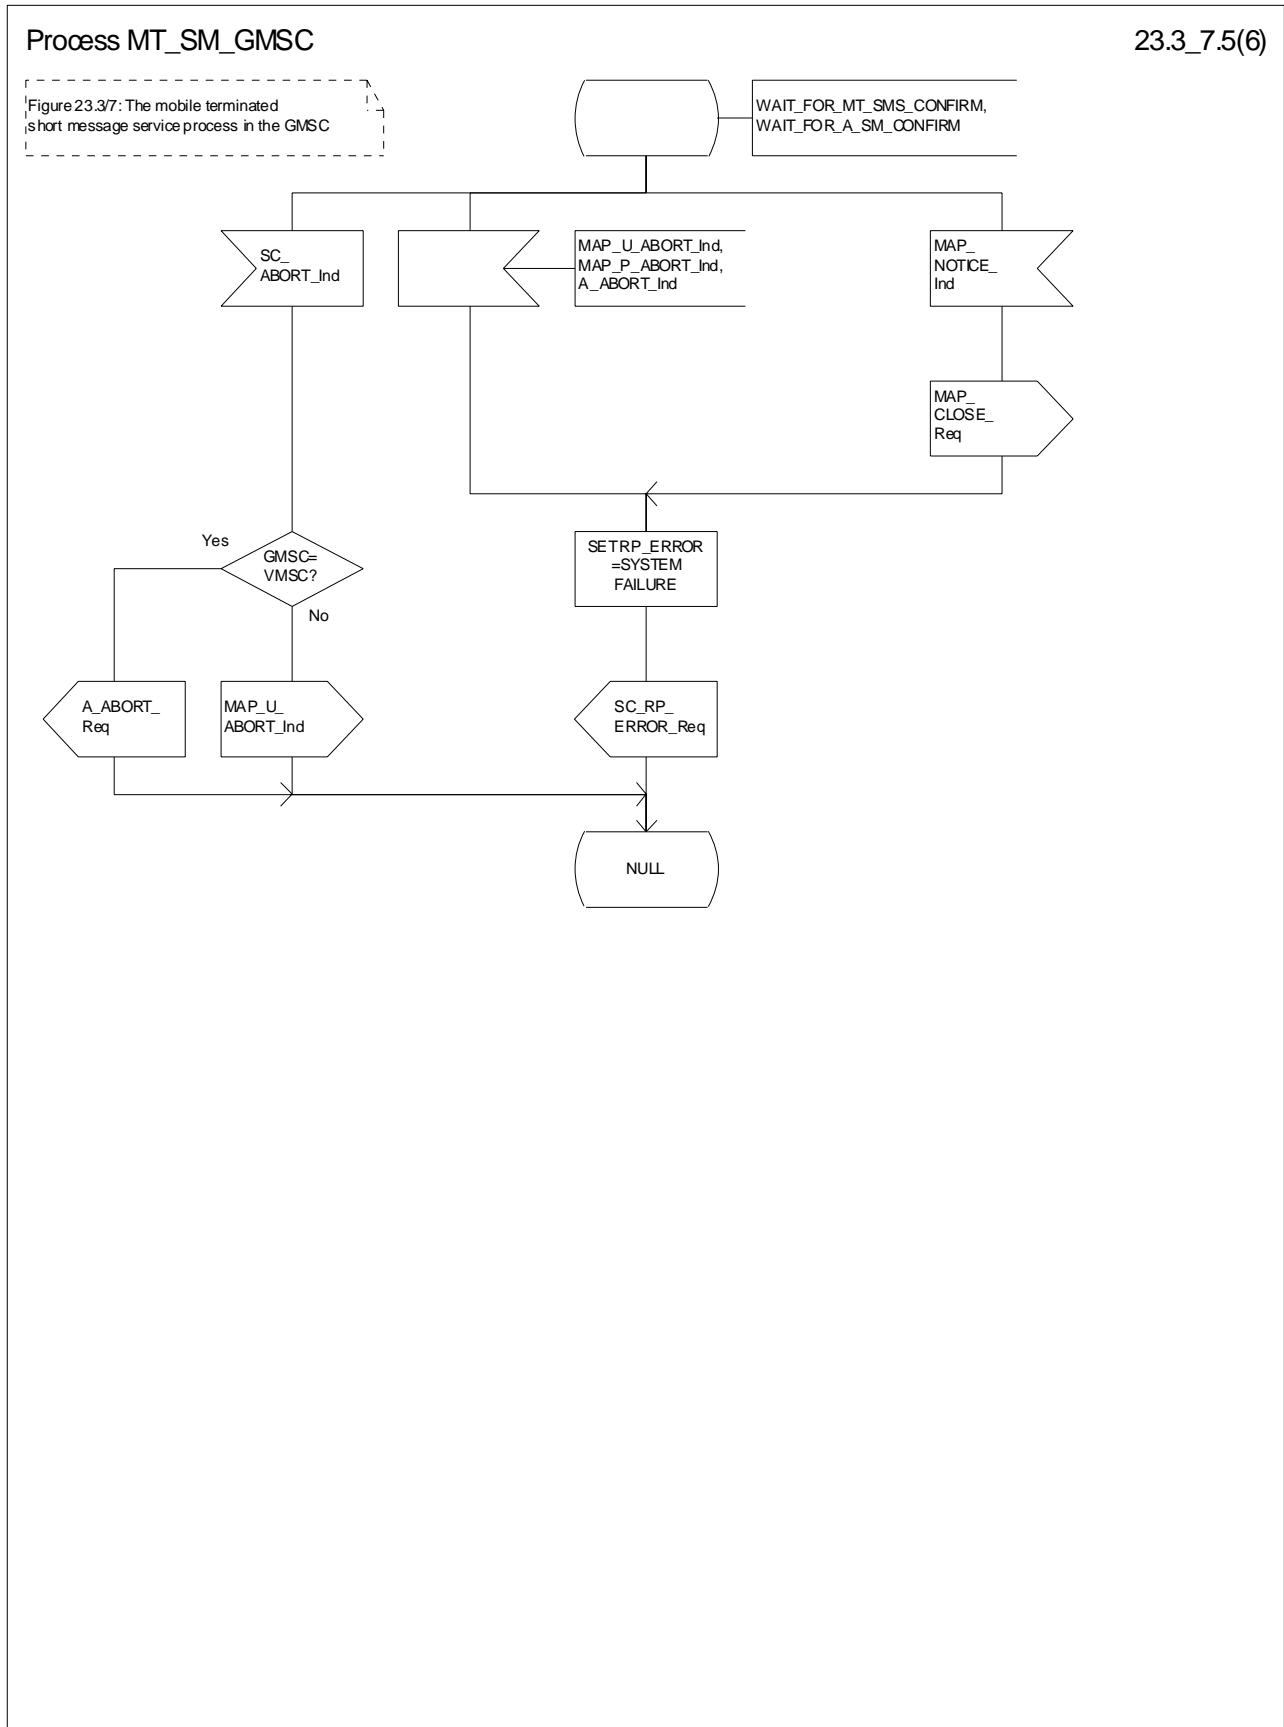 Process MT_SM_GMSC
23.3_7.5(6)
Figure 23.3/7: The mobile terminated
short message service process in the GMSC
WAIT_FOR_MT_SMS_CONFIRM,
WAIT_FOR_A_SM_CONFIRM
SC_
ABORT_Ind
MAP_U_ABORT_Ind,
MAP_P_ABORT_Ind,
A_ABORT_Ind
MAP_
NOTICE_
Ind
MAP_
CLOSE_
Req
Yes
GMSC=
VMSC?
No
SETRP_ERROR
=SYSTEM
FAILURE
A_ABORT_
Req
MAP_U_
ABORT_Ind
SC_RP_
ERROR_Req
NULL